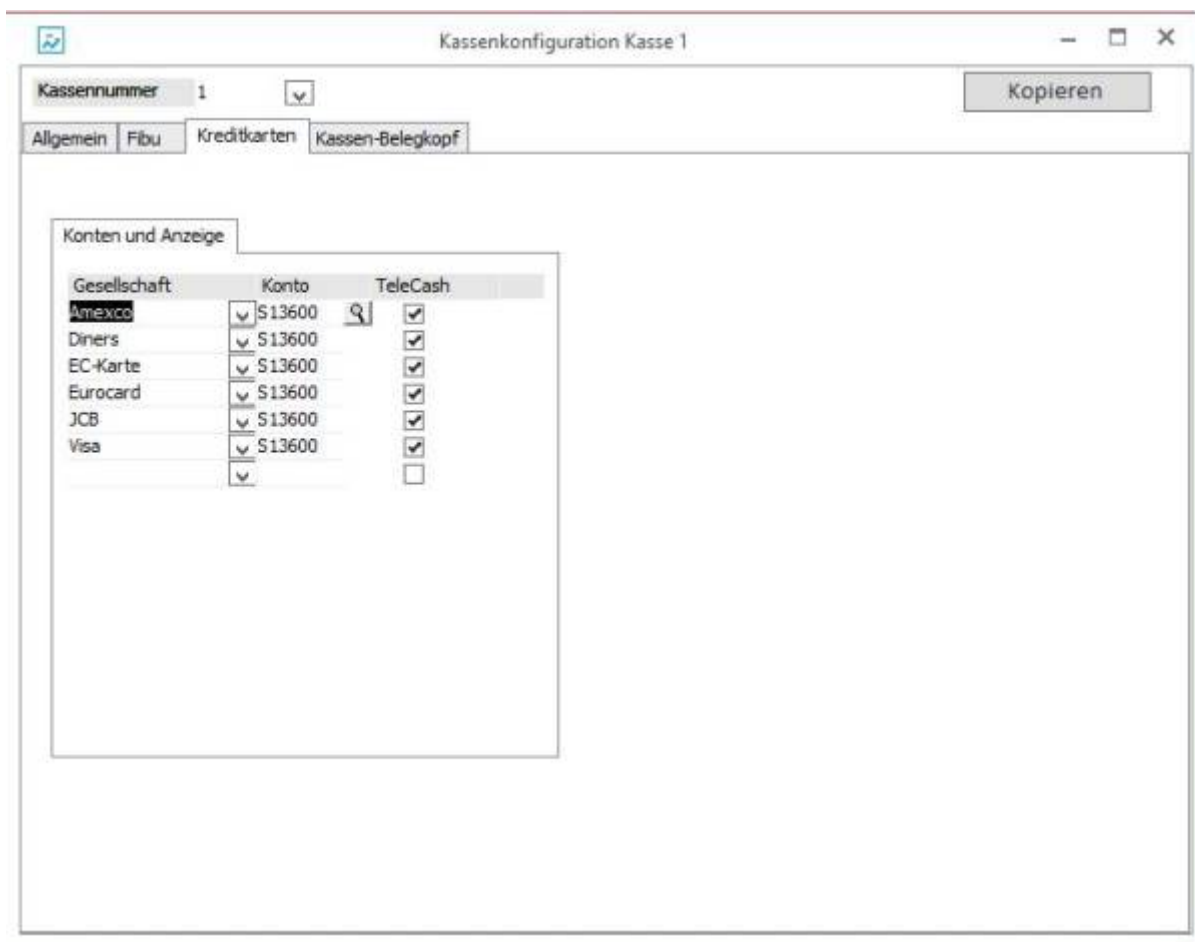 Kassenkonfiguration Kasse 1
Kassennummer 1 Kopieren
Allgemein Fibu Kreditkarten Kassen-Belegkopf
Konten und Anzeige
Gesellschaft Konto TeleCash
Amexco S13600
Diners S13600
EC-Karte S13600
Eurocard S13600
JCB S13600
Visa S13600